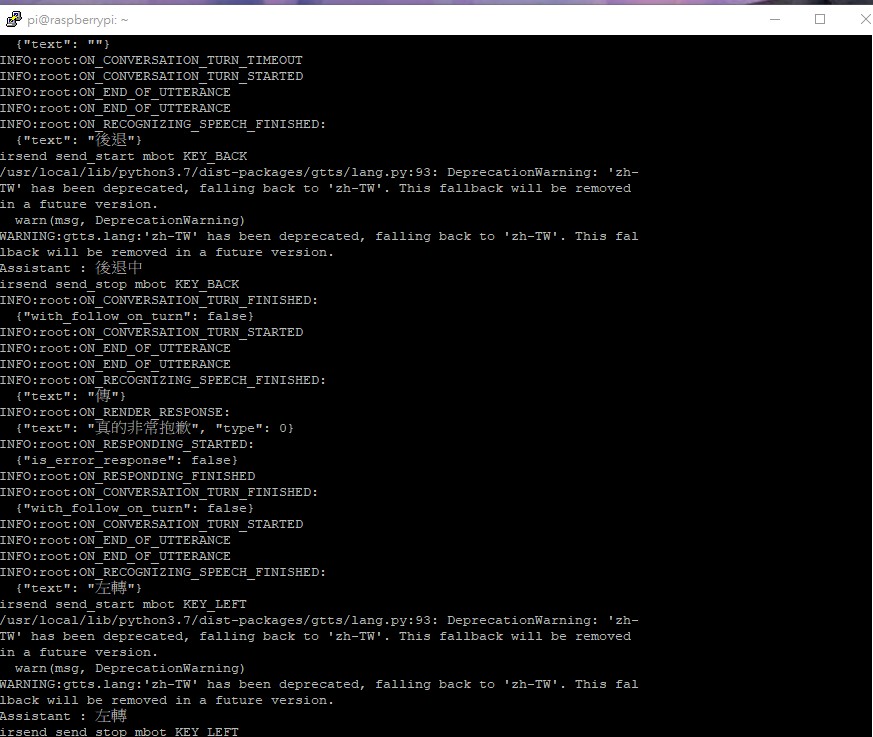 pi@raspberrypi: ~
{"text": ""}
INFO:root:ON_CONVERSATION_TURN_TIMEOUT
INFO:root:ON_CONVERSATION_TURN_STARTED
INFO:root:ON_END_OF_UTTERANCE
INFO:root:ON_END_OF_UTTERANCE
INFO:root:ON_RECOGNIZING_SPEECH_FINISHED:
{"text": "後退"}
irsend send_start mbot KEY_BACK
/usr/local/lib/python3.7/dist-packages/gtts/lang.py:93: DeprecationWarning: 'zh-
TW' has been deprecated, falling back to 'zh-TW'. This fallback will be removed
in a future version.
warn(msg, DeprecationWarning)
WARNING:gtts.lang:'zh-TW' has been deprecated, falling back to 'zh-TW'. This fal
lback will be removed in a future version.
Assistant : 後退中
irsend send_stop mbot KEY_BACK
INFO:root:ON_CONVERSATION_TURN_FINISHED:
{"with_follow_on_turn": false}
INFO:root:ON_CONVERSATION_TURN_STARTED
INFO:root:ON_END_OF_UTTERANCE
INFO:root:ON_END_OF_UTTERANCE
INFO:root:ON_RECOGNIZING_SPEECH_FINISHED:
{"text": "傳"}
INFO:root:ON_RENDER_RESPONSE:
{"text": "真的非常抱歉", "type": 0}
INFO:root:ON_RESPONDING_STARTED:
{"is_error_response": false}
INFO:root:ON_RESPONDING_FINISHED
INFO:root:ON_CONVERSATION_TURN_FINISHED:
{"with_follow_on_turn": false}
INFO:root:ON_CONVERSATION_TURN_STARTED
INFO:root:ON_END_OF_UTTERANCE
INFO:root:ON_END_OF_UTTERANCE
INFO:root:ON_RECOGNIZING_SPEECH_FINISHED:
{"text": "左轉"}
irsend send_start mbot KEY_LEFT
/usr/local/lib/python3.7/dist-packages/gtts/lang.py:93: DeprecationWarning: 'zh-
TW' has been deprecated, falling back to 'zh-TW'. This fallback will be removed
in a future version.
warn(msg, DeprecationWarning)
WARNING:gtts.lang:'zh-TW' has been deprecated, falling back to 'zh-TW'. This fal
lback will be removed in a future version.
Assistant : 左轉
irsend send_stop mbot KEY_LEFT